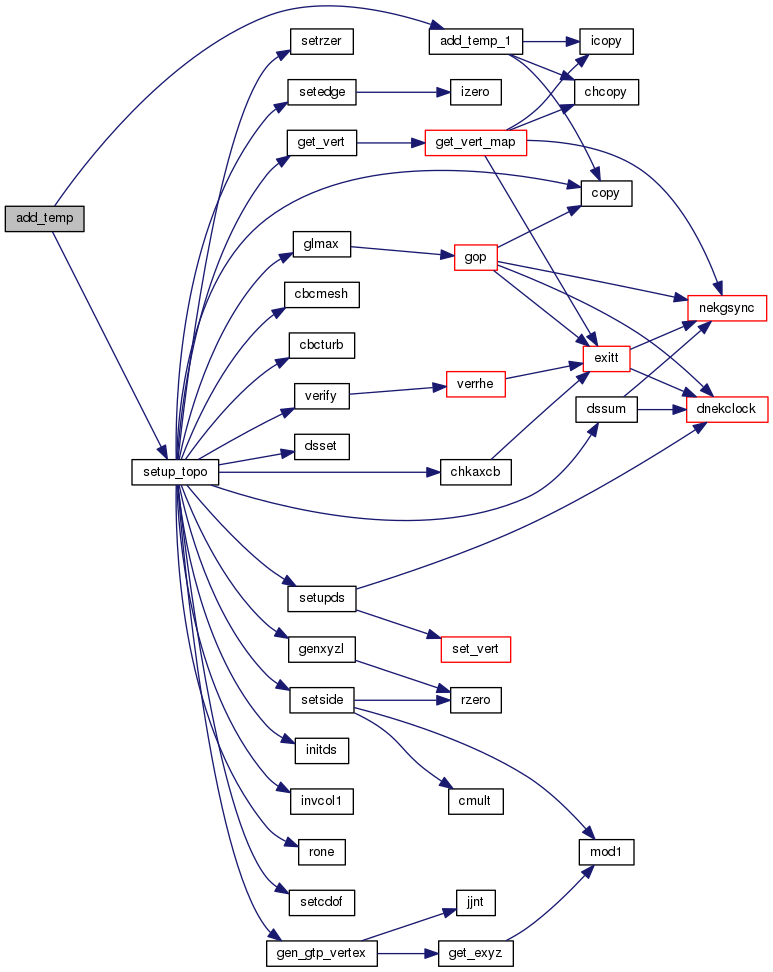 add_temp_1
icopy
setrzer
setedge
izero
chcopy
get_vert
get_vert_map
copy
add_temp
glmax
gop
cbcmesh
nekgsync
cbcturb
exitt
verify
verrhe
dssum
dnekclock
dsset
setup_topo
chkaxcb
setupds
genxyzl
set_vert
setside
rzero
initds
invcol1
cmult
rone
mod1
setcdof
jjnt
gen_gtp_vertex
get_exyz